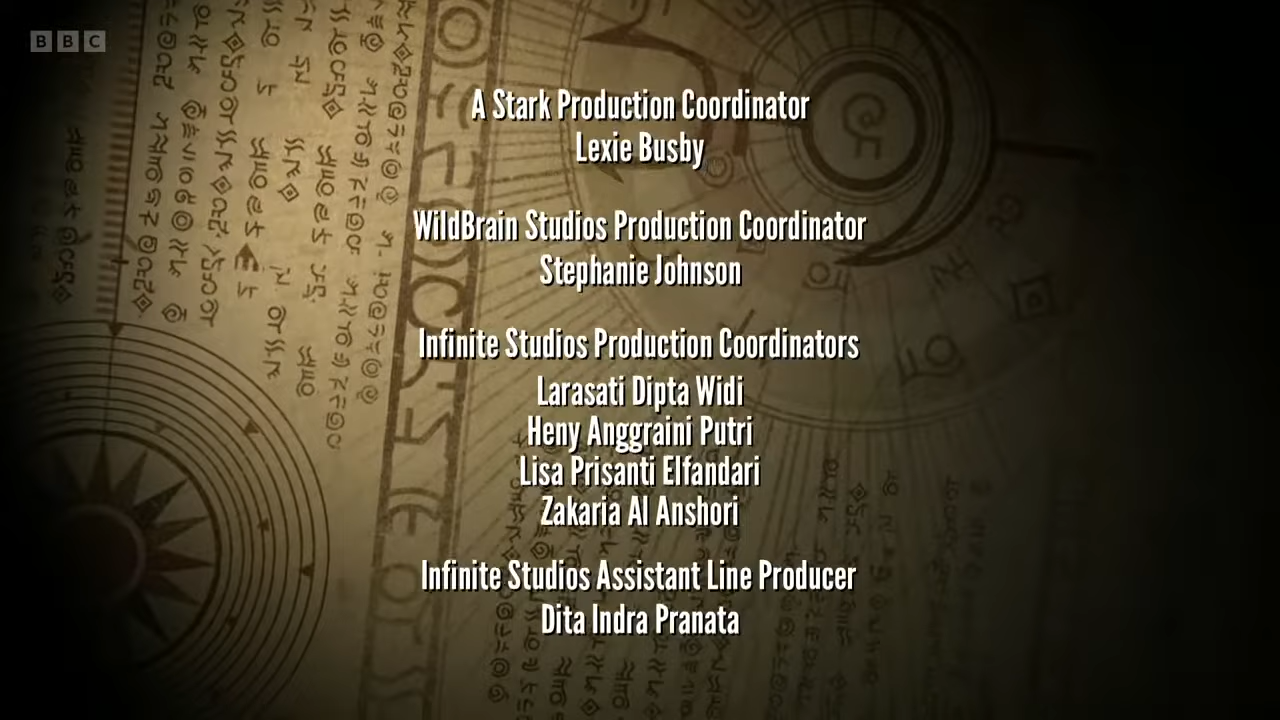 BBC
A Stark Production Coordinator
Lexie Busby
WildBrain Studios Production Coordinator
Stephanie Johnson
Infinite Studios Production Coordinators
Larasati Dipta Widi
Heny Anggraini Putri
Lisa Prisanti Elfandari
Zakaria Al Anshori
Infinite Studios Assistant Line Producer
Dita Indra Pranata